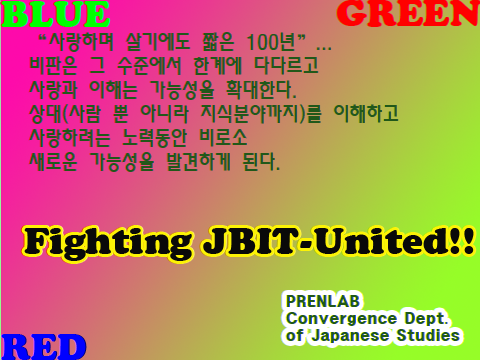 BLUE
GREEN
“사랑하며 살기에도 짧은 100년”...
비판은 그 수준에서 한계에 다다르고
사랑과 이해는 가능성을 확대한다.
상대(사람 뿐 아니라 지식분야까지)를 이해하고
사랑하려는 노력동안 비로소
새로운 가능성을 발견하게 된다.
Fighting JBIT-United!!
PRENLAB
Convergence Dept.
of Japanese Studies
RED